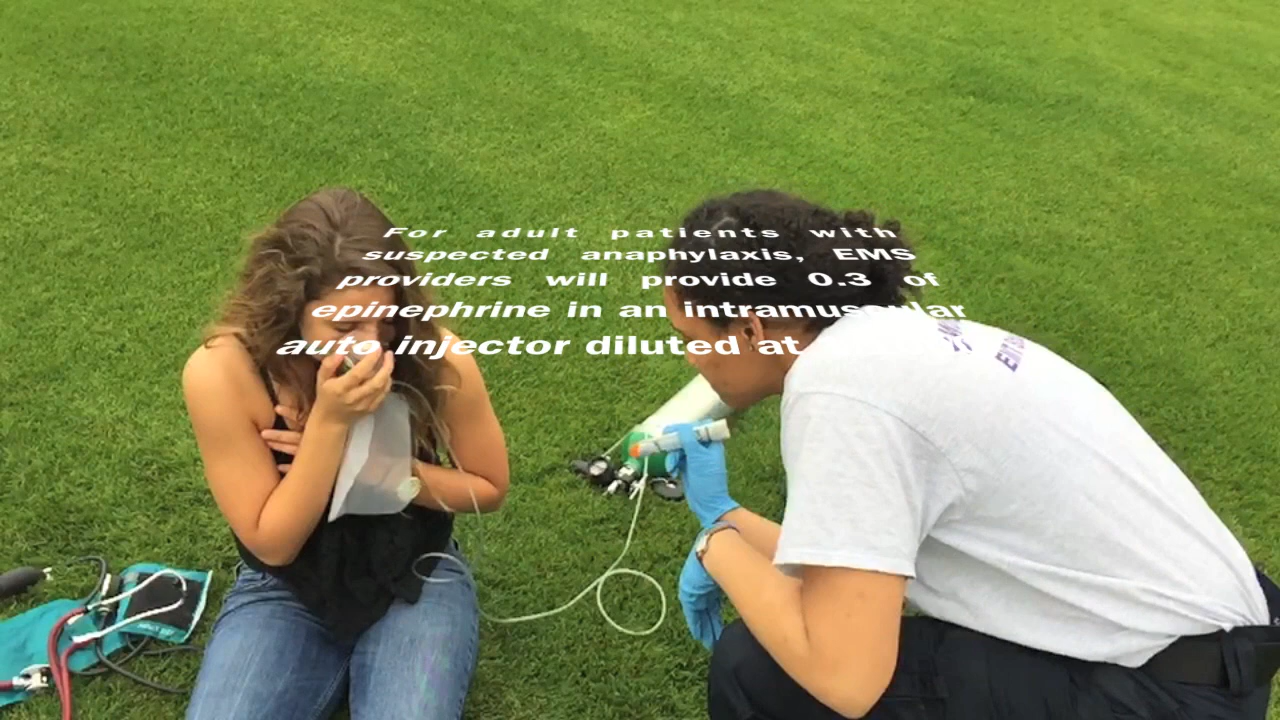 For adult patients with
suspected anaphylaxis, EMS
providers will provide 0.3 of
epinephrine in an intramuscular
auto injector diluted at